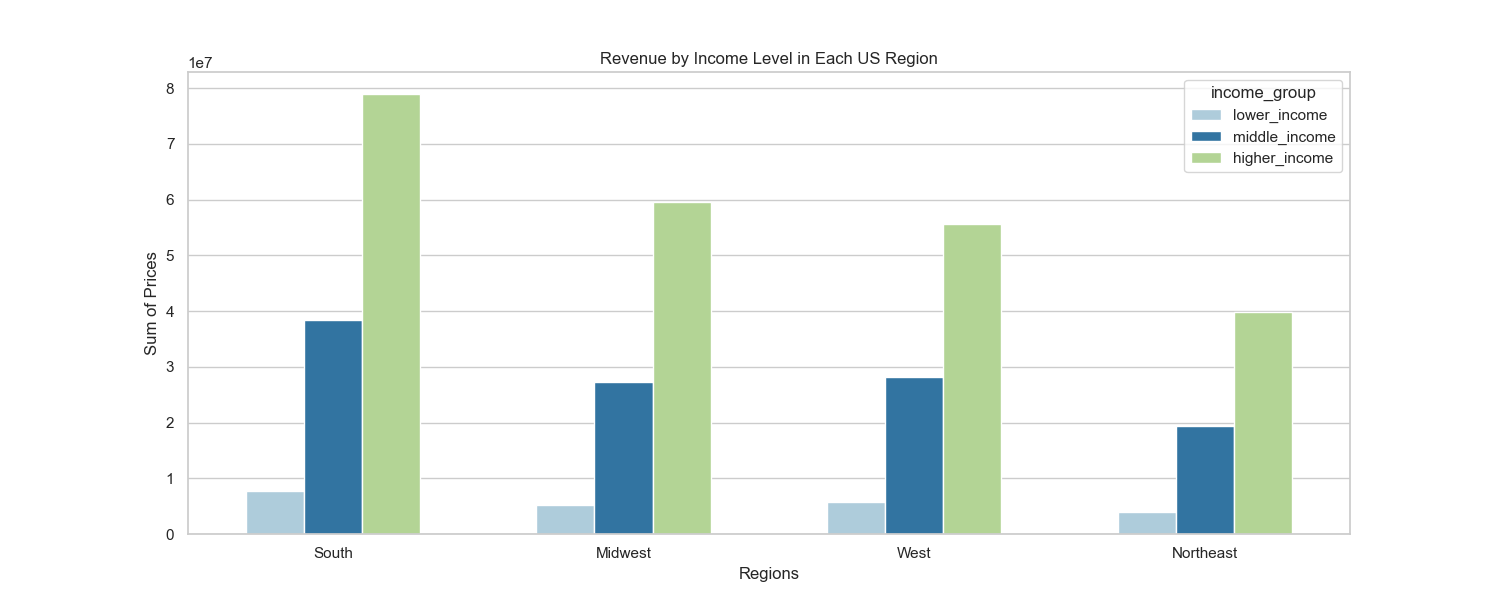 Revenue by Income Level in Each US Region
1e7
8
7
6
5
4
3
2
1
0
Sum of Prices
income_group
lower_income
middle_income
higher_income
South Midwest West Northeast
Regions